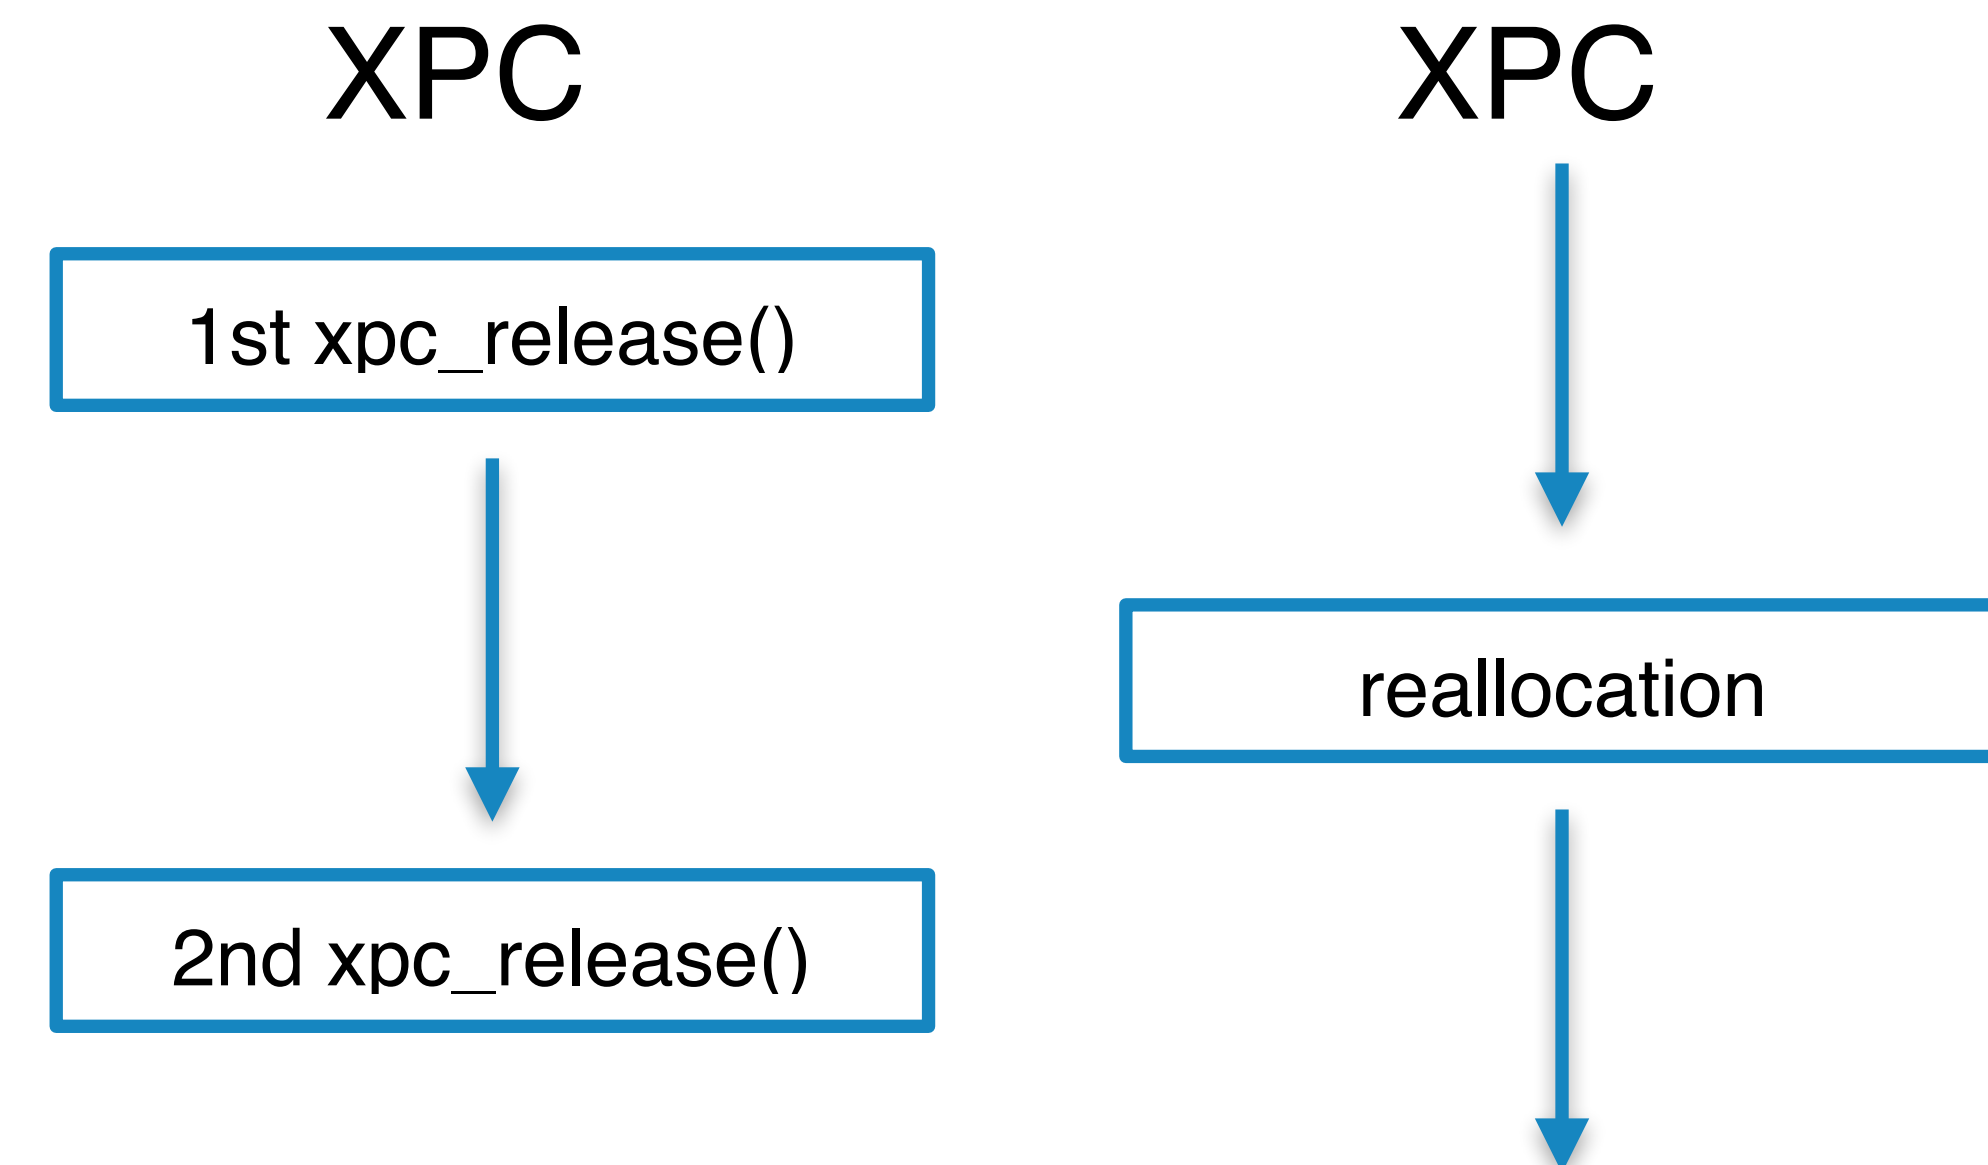 XPC
XPC
1st xpc_release()
reallocation
2nd xpc_release()